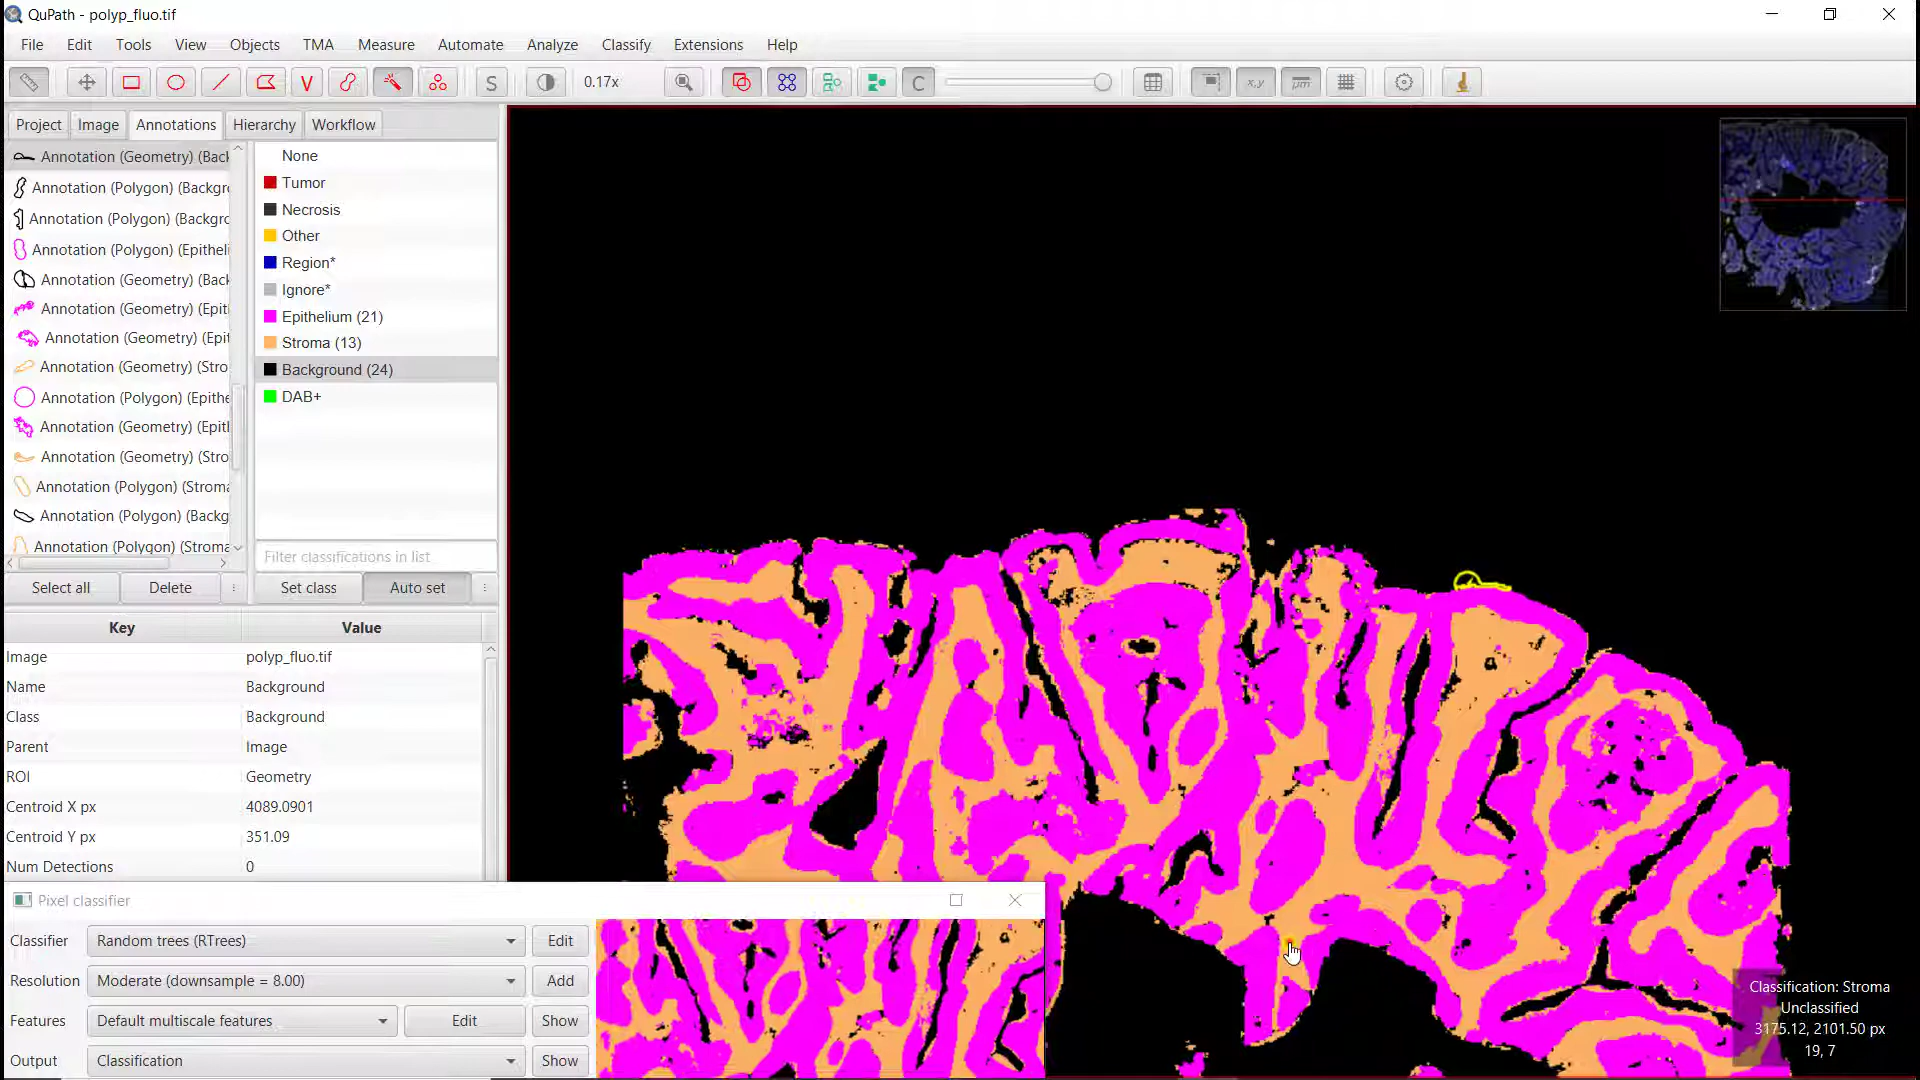 QuPath - polyp_fluo.tif
File Edit Tools View Objects TMA Measure Automate Analyze Classify Extensions Help
V S 0.17x C x,y μm
Project Image Annotations Hierarchy Workflow
Annotation (Geometry) (Back
Annotation (Polygon) (Backgro
Annotation (Polygon) (Backgro
Annotation (Polygon) (Epitheli
Annotation (Geometry) (Back
Annotation (Geometry) (Epit
Annotation (Geometry) (Epit
Annotation (Geometry) (Stro
Annotation (Polygon) (Epithe
Annotation (Geometry) (Epit
Annotation (Geometry) (Stro
Annotation (Polygon) (Stroma
Annotation (Polygon) (Backg
Annotation (Polygon) (Stroma
None
Tumor
Necrosis
Other
Region*
Ignore*
Epithelium (21)
Stroma (13)
Background (24)
DAB+
Filter classifications in list
Select all Delete Set class Auto set
Key Value
Image polyp_fluo.tif
Name Background
Class Background
Parent Image
ROI Geometry
Centroid X px 4089.0901
Centroid Y px 351.09
Num Detections 0
Pixel classifier
Classifier Random trees (RTrees) Edit
Resolution Moderate (downsample = 8.00) Add
Features Default multiscale features Edit Show
Output Classification Show
Classification: Stroma
Unclassified
3175.12, 2101.50 px
19, 7